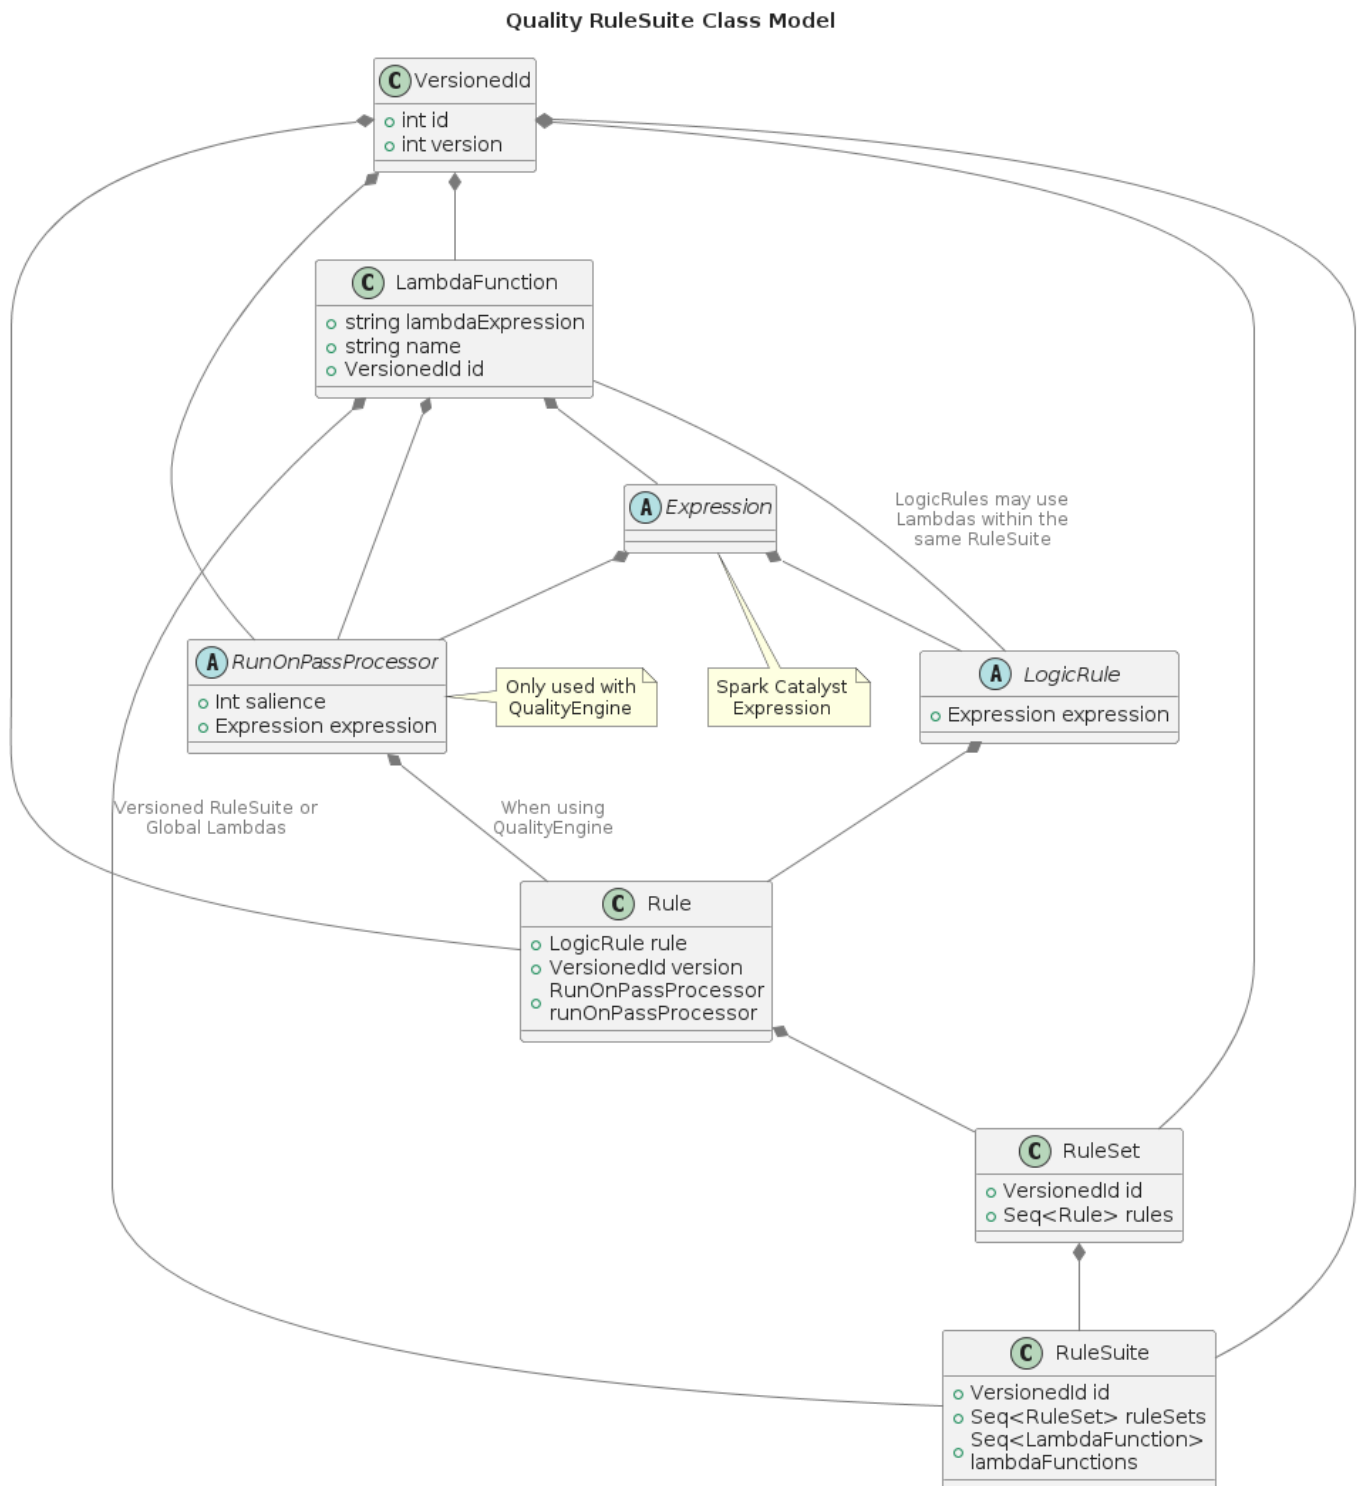 Quality RuleSuite Class Model
C VersionedId
int id
int version
C LambdaFunction
string lambdaExpression
string name
VersionedId id
A Expression
LogicRules may use
Lambdas within the
same RuleSuite
A RunOnPassProcessor
Int salience
Expression expression
Only used with
QualityEngine
Spark Catalyst
Expression
A LogicRule
Expression expression
Versioned RuleSuite or
Global Lambdas
When using
QualityEngine
C Rule
LogicRule rule
VersionedId version
RunOnPassProcessor
runOnPassProcessor
C RuleSet
VersionedId id
Seq<Rule> rules
C RuleSuite
VersionedId id
Seq<RuleSet> ruleSets
Seq<LambdaFunction>
lambdaFunctions